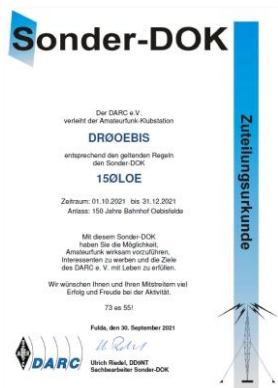 Sonder-DOK
Zuteilungsurkunde
Der DARC e.V.
verleiht der Amateurfunk-Klubstation
DRØOEBIS
entsprechend den geltenden Regeln
den Sonder-DOK
15ØLOE
Zeitraum: 01.10.2021 bis 31.12.2021
Anlass: 150 Jahre Bahnhof Oebisfelde
Mit diesem Sonder-DOK
haben Sie die Möglichkeit,
Amateurfunk wirksam vorzuführen,
Interessenten zu werben und die Ziele
des DARC e. V. mit Leben zu erfüllen.
Wir wünschen Ihnen und Ihren Mitstreitern viel
Erfolg und Freude bei der Aktivität.
73 es 55!
Fulda, den 30. September 2021
DARC
Ulrich Riedel, DD9NT
Sachbearbeiter Sonder-DOK